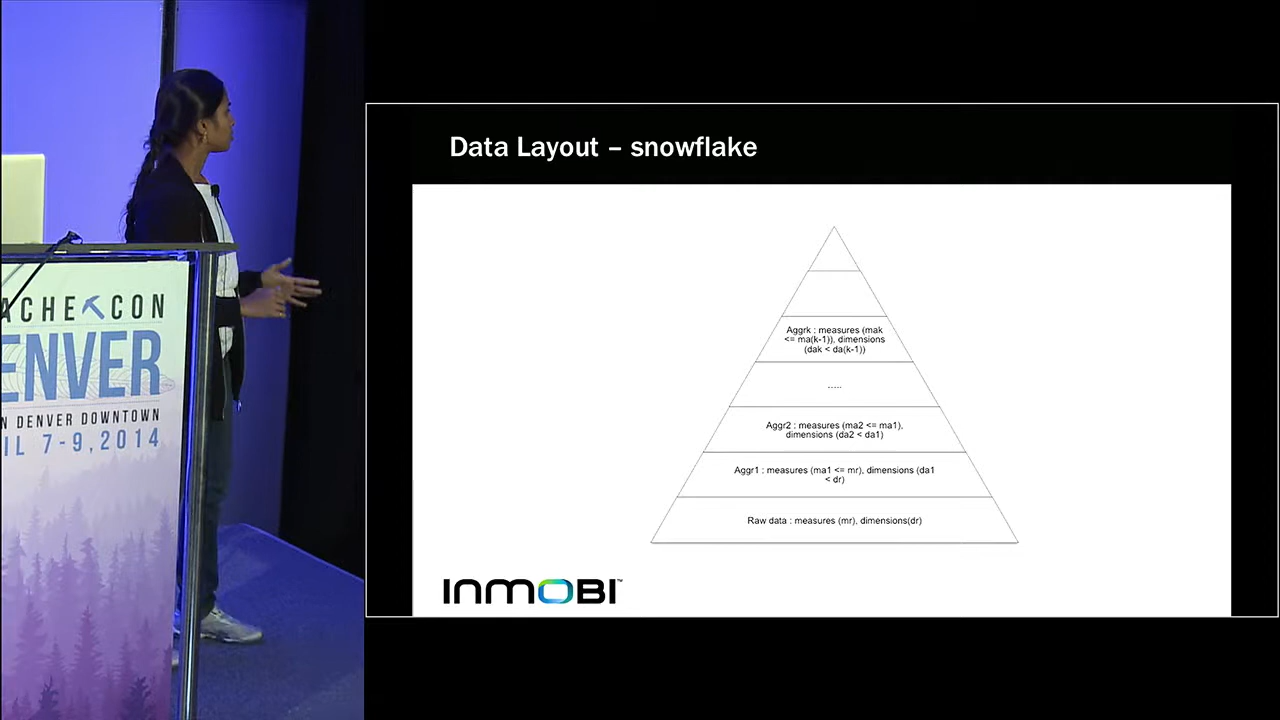 ACHE CON
ENVER
N DENVER DOWNTOWN
IL 7-9, 2014
Data Layout – snowflake
Aggrk : measures (mak
<= ma(k-1)), dimensions
(dak < da(k-1))
.....
Aggr2 : measures (ma2 <= ma1),
dimensions (da2 < da1)
Aggr1 : measures (ma1 <= mr), dimensions (da1
< dr)
Raw data : measures (mr), dimensions(dr)
INMOBI™